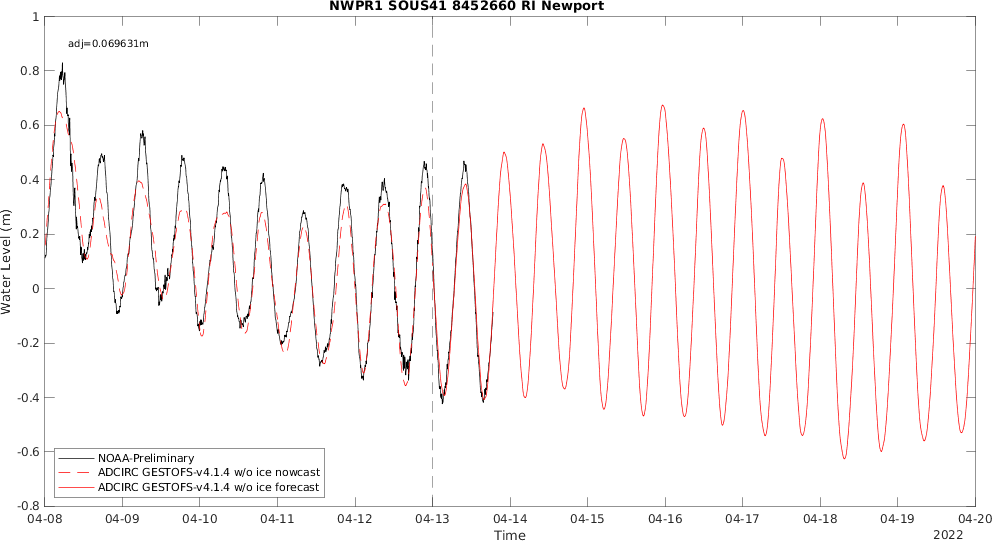 NWPR1 SOUS41 8452660 RI Newport
adj=0.069631m
Water Level (m)
1
0.8
0.6
0.4
0.2
0
-0.2
-0.4
-0.6
-0.8
NOAA-Preliminary
ADCIRC GESTOFS-v4.1.4 w/o ice nowcast
ADCIRC GESTOFS-v4.1.4 w/o ice forecast
04-08 04-09 04-10 04-11 04-12 04-13 04-14 04-15 04-16 04-17 04-18 04-19 04-20
Time
2022